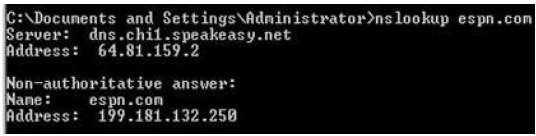 C:\Documents and Settings\Administrator>nslookup espn.com
Server: dns.chi1.speakeasy.net
Address: 64.81.159.2
Non-authoritative answer:
Name: espn.com
Address: 199.181.132.250